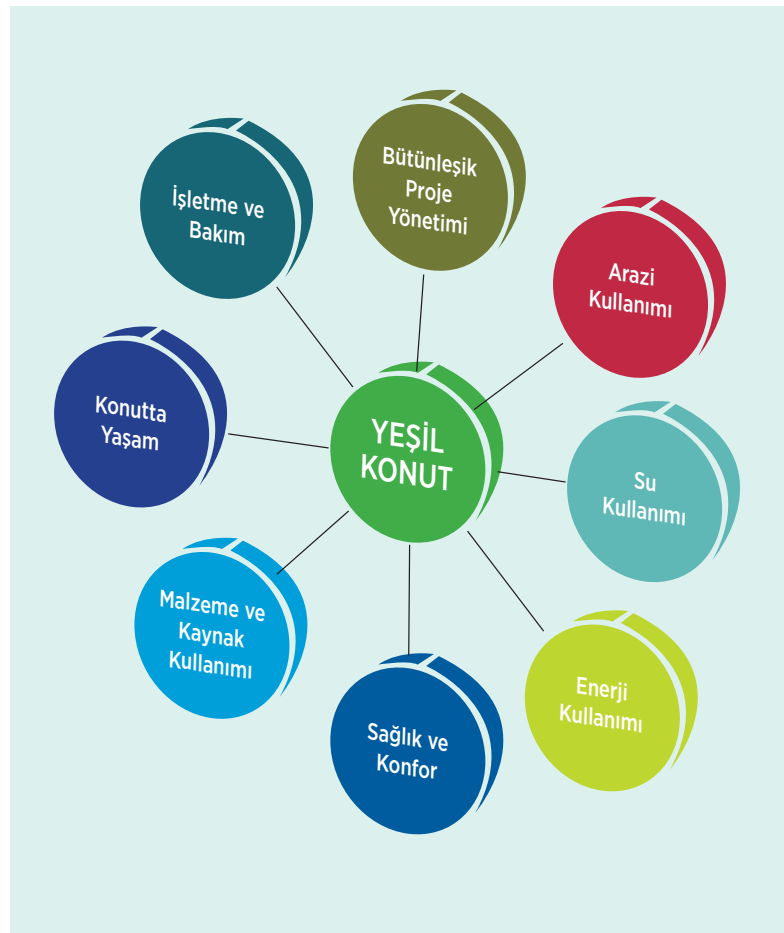 Bütünleşik
Proje
Yönetimi
İşletme ve
Bakım
Arazi
Kullanımı
Konutta
Yaşam
YEŞİL
KONUT
Su
Kullanımı
Malzeme ve
Kaynak
Kullanımı
Enerji
Kullanımı
Sağlık ve
Konfor